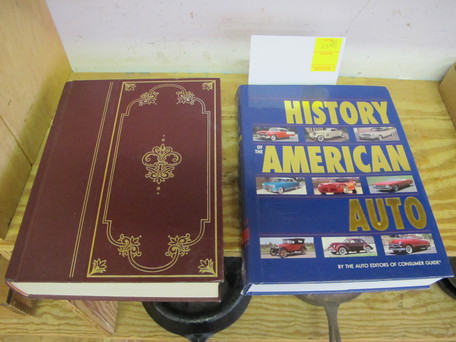 HISTORY
OF THE
AMERICAN
AUTO
BY THE AUTO EDITORS OF CONSUMER GUIDE®